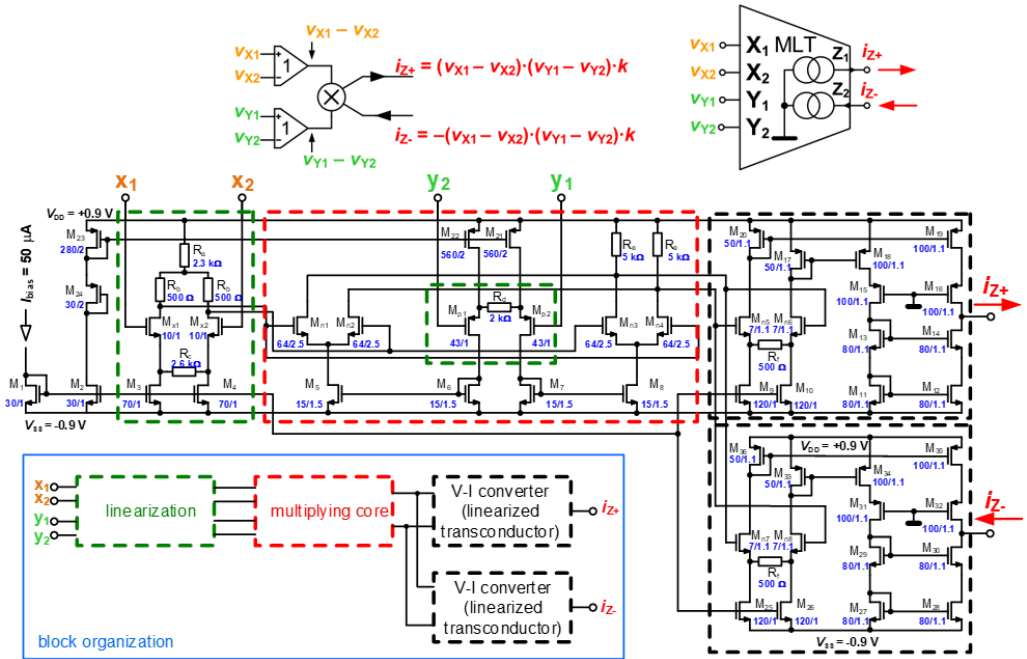 vX1 − vX2
vX1
+
1
vX2
−
iZ+ = (vX1 − vX2)·(vY1 − vY2)·k
vY1
+
1
vY2
−
iZ- = −(vX1 − vX2)·(vY1 − vY2)·k
vY1 − vY2
vX1 X1 MLT Z1 iZ+
vX2 X2 Z2 iZ-
vY1 Y1
vY2 Y2
x1 x2 y2 y1
VDD = +0.9 V
Ibias = 50 μA
M23
280/2
M24
30/2
M1
30/1
M2
30/1
VSS = -0.9 V
Ra
2.3 kΩ
Rb
500 Ω
Rb
500 Ω
Mx1
10/1
Mx2
10/1
Rc
2.6 kΩ
M3
70/1
M4
70/1
M22
560/2
M21
560/2
Re
5 kΩ
Re
5 kΩ
Mn1
64/2.5
Mn2
64/2.5
Mp1
43/1
Rd
2 kΩ
Mp2
43/1
Mn3
64/2.5
Mn4
64/2.5
M5
15/1.5
M6
15/1.5
M7
15/1.5
M8
15/1.5
M20
50/1.1
M17
50/1.1
M18
100/1.1
M19
100/1.1
M15
100/1.1
M16
100/1.1
iZ+
Mn5
7/1.1
Mn6
7/1.1
Rf
500 Ω
M13
80/1.1
M14
80/1.1
M9
120/1
M10
120/1
M11
80/1.1
M12
80/1.1
M36
50/1.1
VDD = +0.9 V
M33
50/1.1
M34
100/1.1
M35
100/1.1
M31
100/1.1
M32
100/1.1
iZ-
Mn7
7/1.1
Mn8
7/1.1
Rf
500 Ω
M29
80/1.1
M30
80/1.1
M25
120/1
M26
120/1
M27
80/1.1
M28
80/1.1
VSS = -0.9 V
x1
x2
y1
y2
linearization
multiplying core
V-I converter
(linearized
transconductor)
iZ+
V-I converter
(linearized
transconductor)
iZ-
block organization